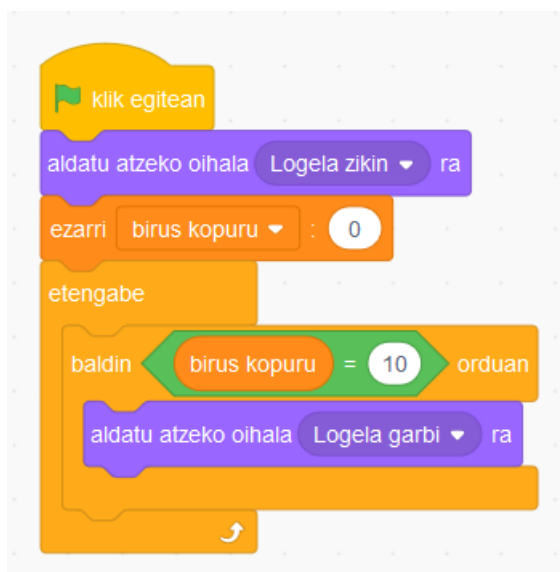 klik egitean
aldatu atzeko oihala Logela zikin ra
ezarri birus kopuru : 0
etengabe
baldin birus kopuru = 10 orduan
aldatu atzeko oihala Logela garbi ra